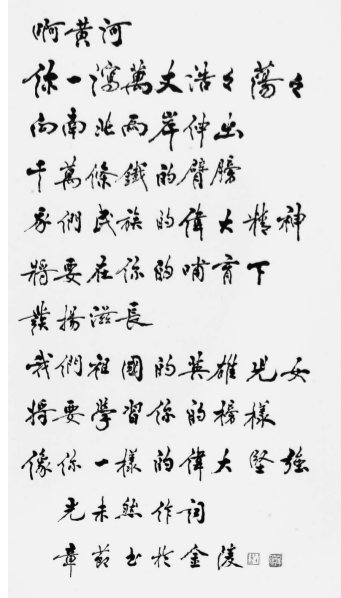 啊黃河
你一瀉萬丈浩々蕩々
向南北兩岸伸出
千萬條鐵的臂膀
我們民族的偉大精神
將要在你的哺育下
發揚滋長
我們祖國的英雄兒女
將要學習你的榜樣
像你一樣的偉大堅強
光未然作詞
章書於金陵